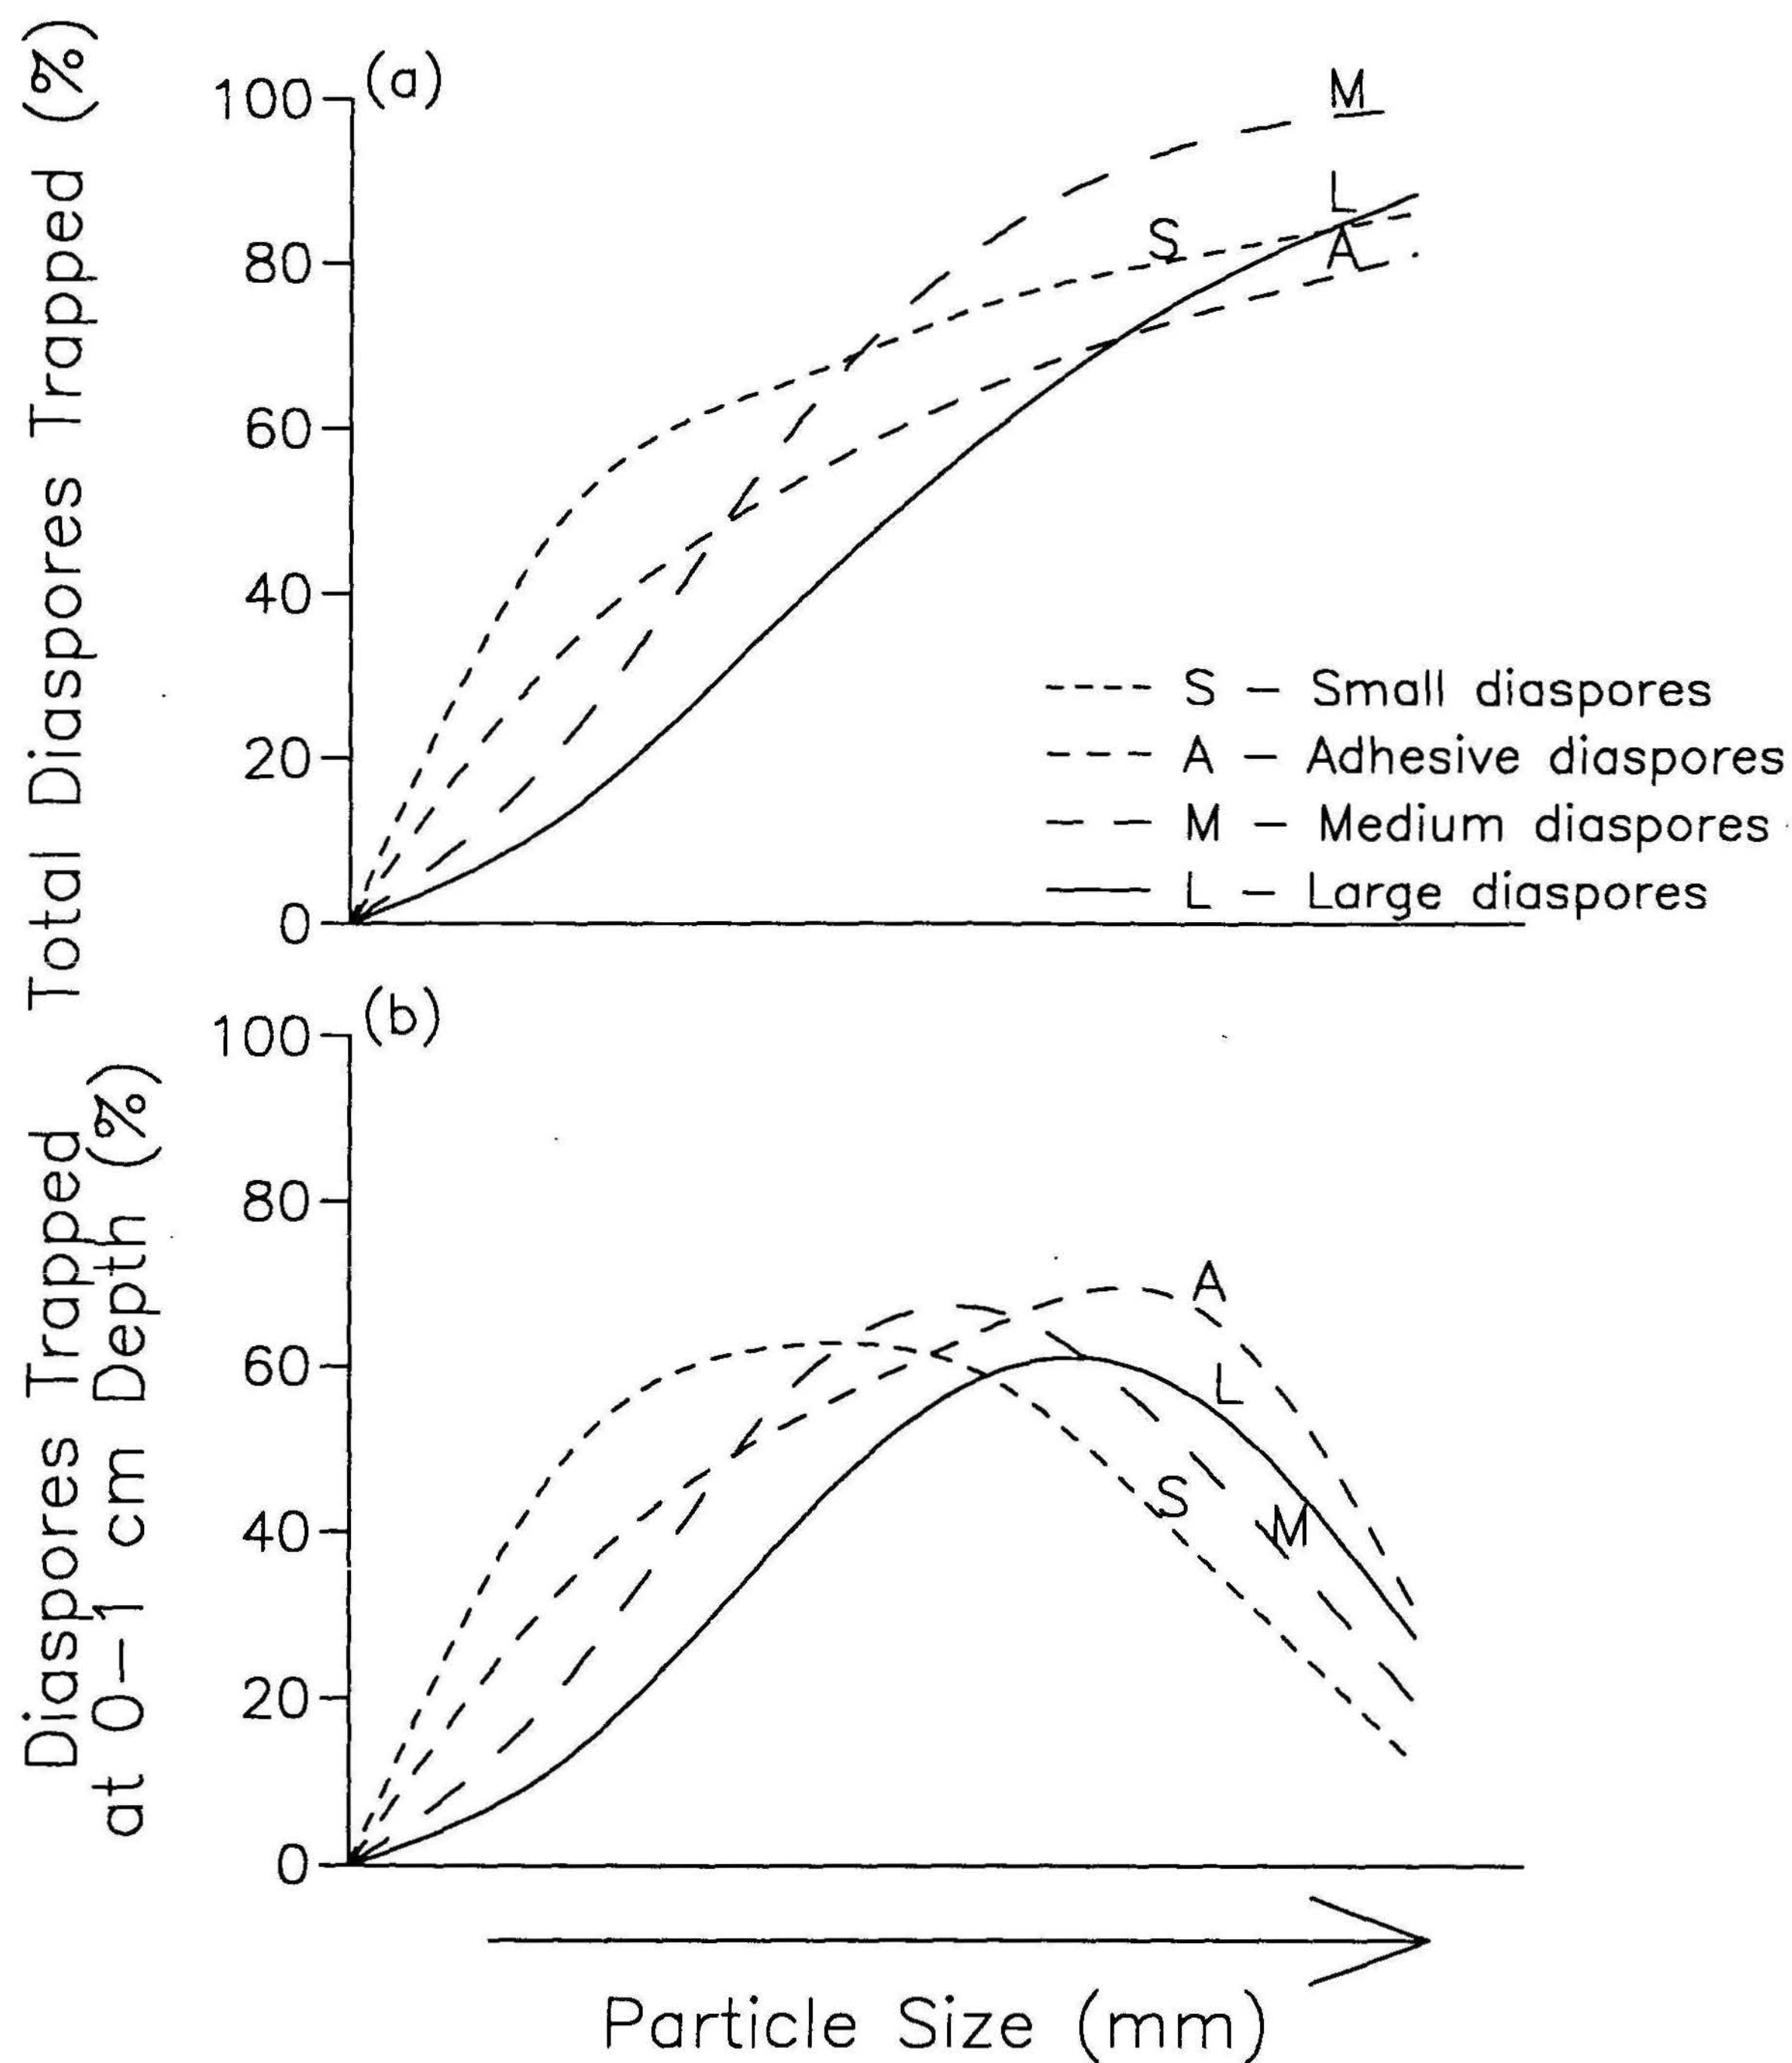 Total Diaspores Trapped (%)
(a)
100
80
60
40
20
0
M
L
S
A
S – Small diaspores
A – Adhesive diaspores
M – Medium diaspores
L – Large diaspores
Diaspores Trapped
at 0–1 cm Depth (%)
(b)
100
80
60
40
20
0
A
L
S
M
Particle Size (mm)